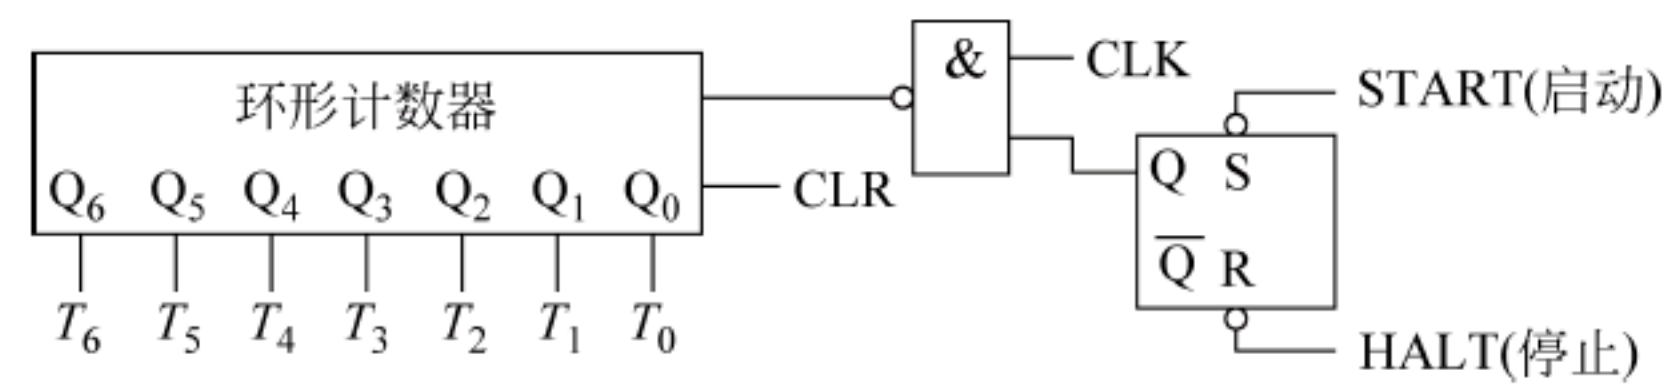 & CLK
START(启动)
环形计数器
Q S
Q₆ Q₅ Q₄ Q₃ Q₂ Q₁ Q₀ CLR
Q̅ R
T₆ T₅ T₄ T₃ T₂ T₁ T₀
HALT(停止)